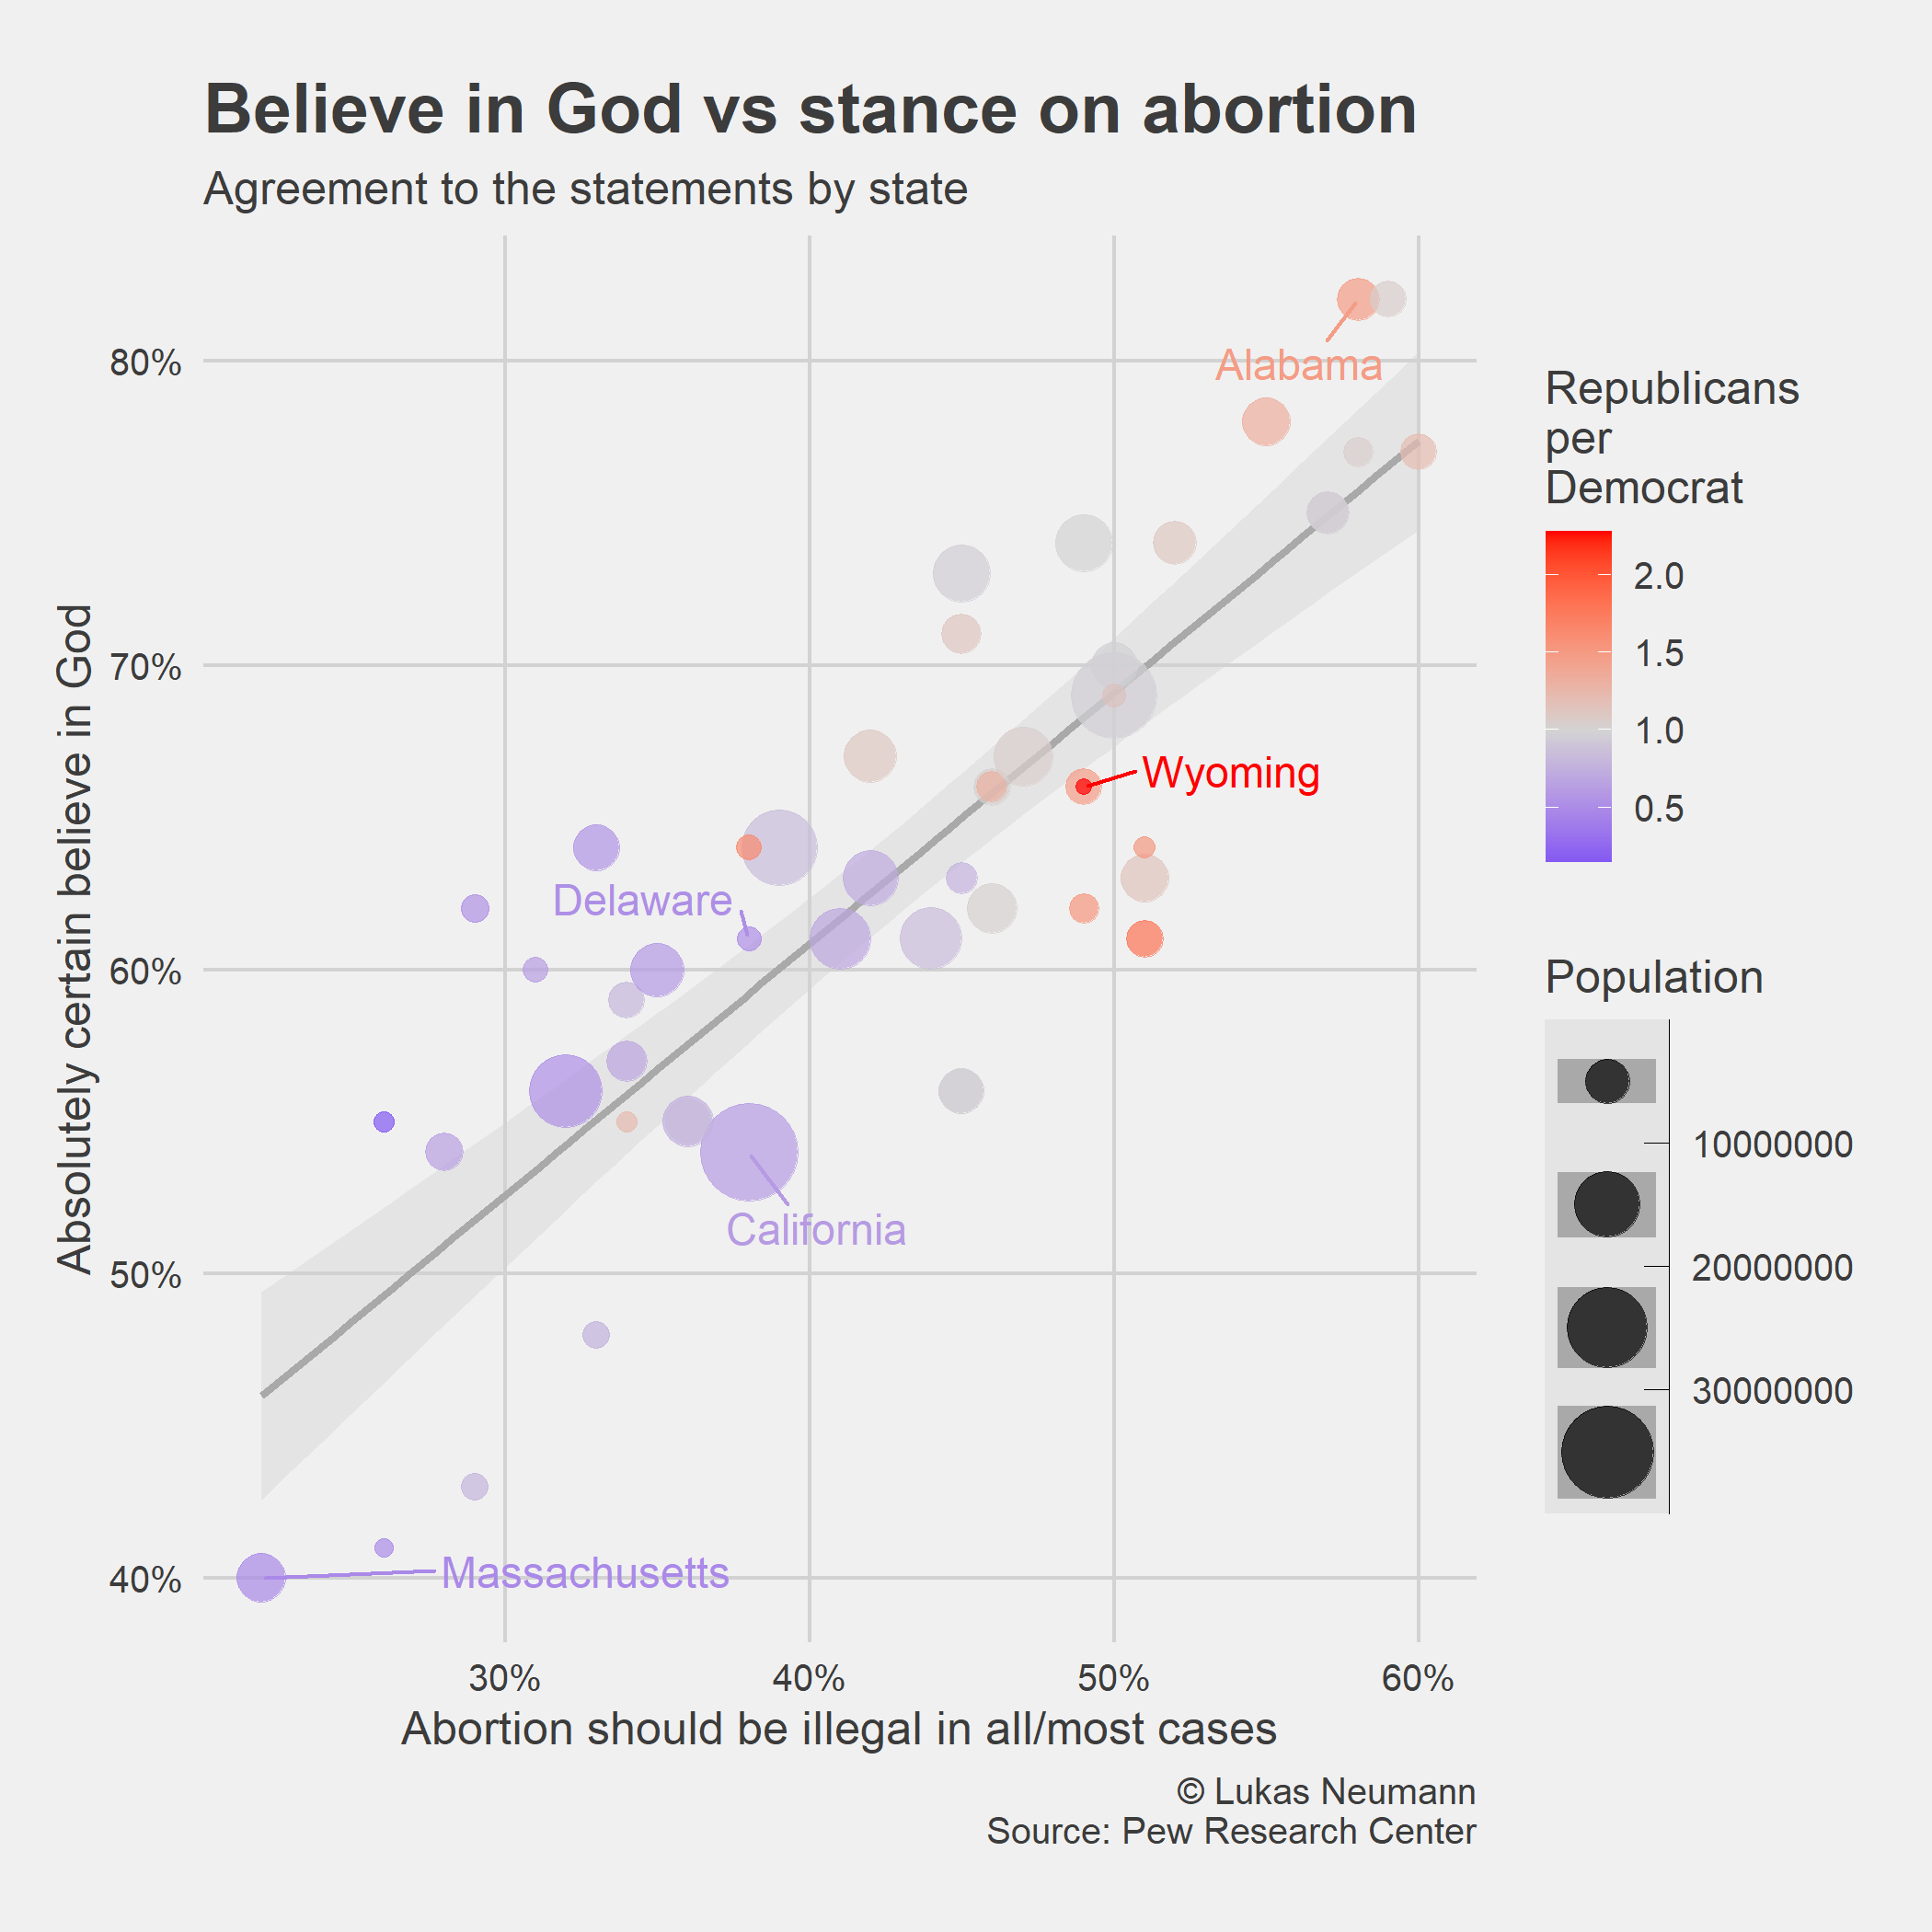 Believe in God vs stance on abortion
Agreement to the statements by state
Absolutely certain believe in God
80%
70%
60%
50%
40%
Alabama
Wyoming
Delaware
California
Massachusetts
30%
40%
50%
60%
Abortion should be illegal in all/most cases
Republicans
per
Democrat
2.0
1.5
1.0
0.5
Population
10000000
20000000
30000000
© Lukas Neumann
Source: Pew Research Center